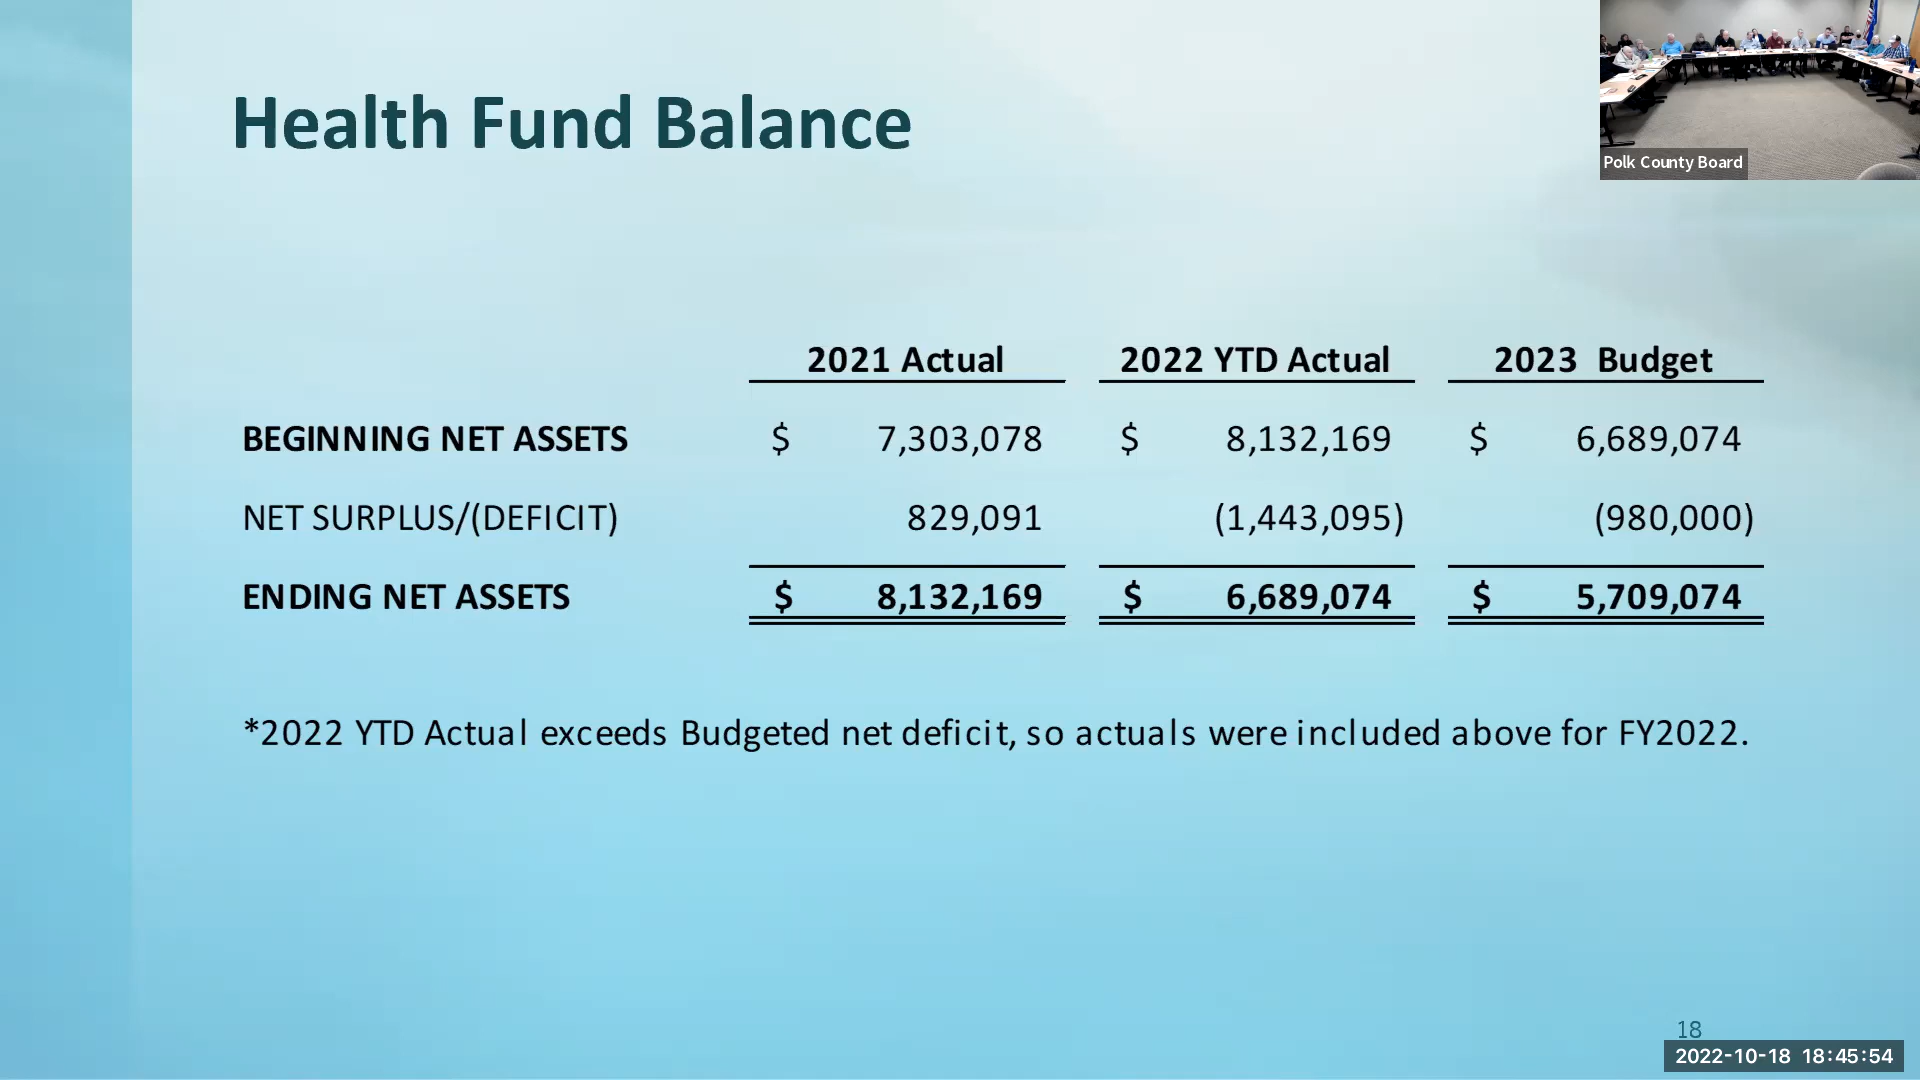 Health Fund Balance
Polk County Board
2021 Actual 2022 YTD Actual 2023 Budget
BEGINNING NET ASSETS $ 7,303,078 $ 8,132,169 $ 6,689,074
NET SURPLUS/(DEFICIT) 829,091 (1,443,095) (980,000)
ENDING NET ASSETS $ 8,132,169 $ 6,689,074 $ 5,709,074
*2022 YTD Actual exceeds Budgeted net deficit, so actuals were included above for FY2022.
18
2022-10-18 18:45:54